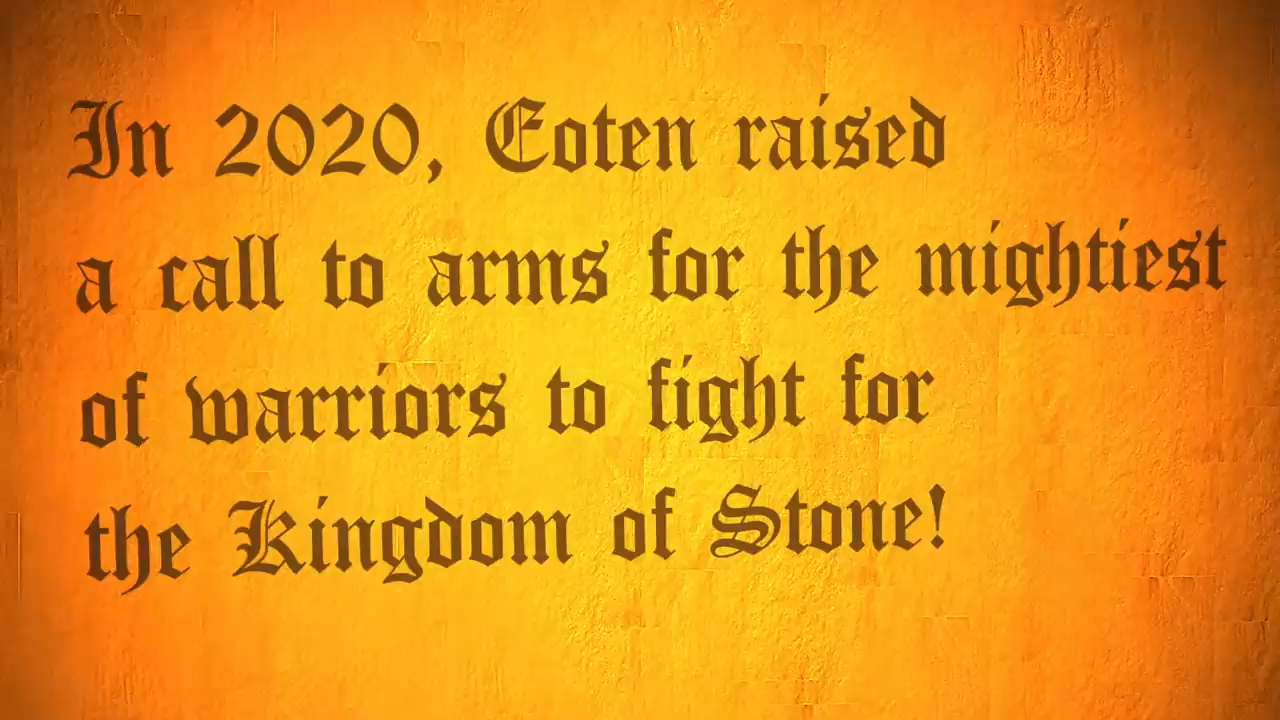 In 2020, Eoten raised
a call to arms for the mightiest
of warriors to fight for
the Kingdom of Stone!